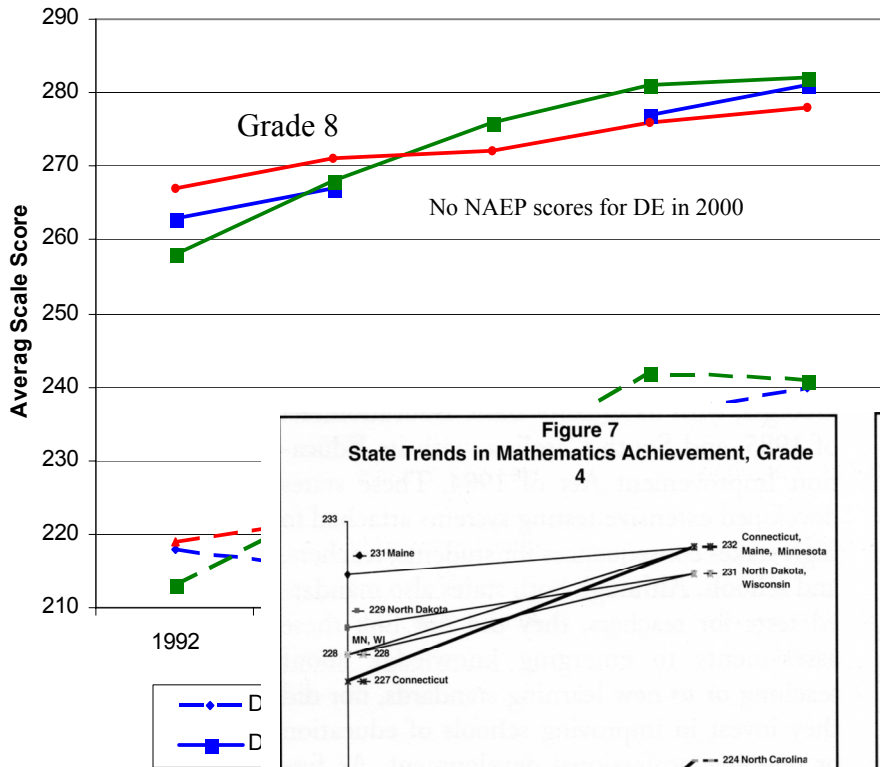 290
280
270
260
250
240
230
220
210
Averag Scale Score
Grade 8
No NAEP scores for DE in 2000
1992
D
D
Figure 7
State Trends in Mathematics Achievement, Grade
4
233
231 Maine
229 North Dakota
MN, WI
228 228
227 Connecticut
232 Connecticut,
Maine, Minnesota
231 North Dakota,
Wisconsin
224 North Carolina